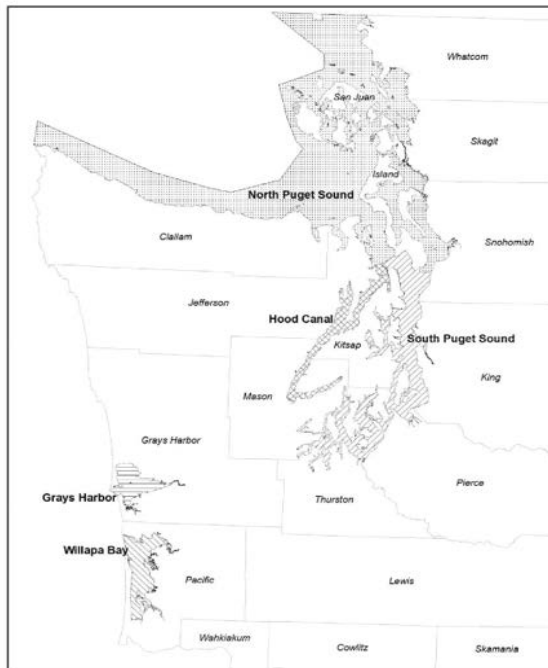 Whatcom
San Juan
Skagit
Island
North Puget Sound
Clallam
Snohomish
Jefferson
Hood Canal
Kitsap
South Puget Sound
King
Mason
Grays Harbor
Grays Harbor
Pierce
Thurston
Willapa Bay
Pacific
Lewis
Wahkiakum
Cowlitz
Skamania